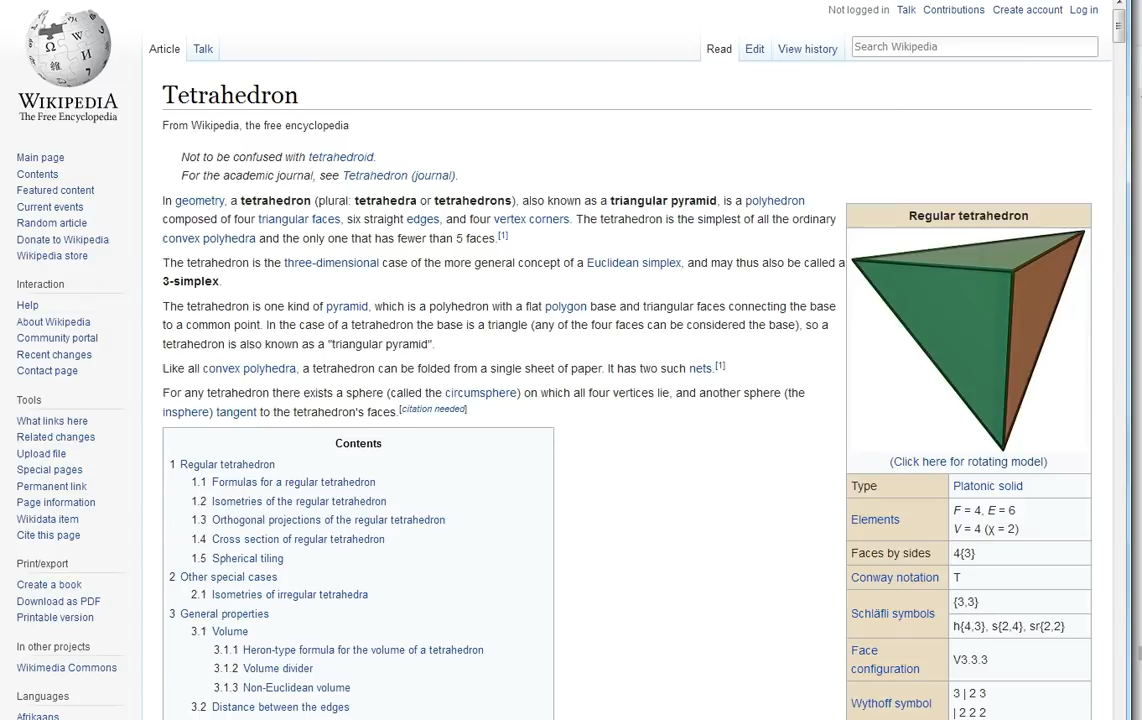 Not logged in Talk Contributions Create account Log in
Article Talk Read Edit View history Search Wikipedia
WIKIPEDIA
The Free Encyclopedia
Main page
Contents
Featured content
Current events
Random article
Donate to Wikipedia
Wikipedia store
Interaction
Help
About Wikipedia
Community portal
Recent changes
Contact page
Tools
What links here
Related changes
Upload file
Special pages
Permanent link
Page information
Wikidata item
Cite this page
Print/export
Create a book
Download as PDF
Printable version
In other projects
Wikimedia Commons
Languages
Afrikaans
Tetrahedron
From Wikipedia, the free encyclopedia
Not to be confused with tetrahedroid.
For the academic journal, see Tetrahedron (journal).
In geometry, a tetrahedron (plural: tetrahedra or tetrahedrons), also known as a triangular pyramid, is a polyhedron
composed of four triangular faces, six straight edges, and four vertex corners. The tetrahedron is the simplest of all the ordinary
convex polyhedra and the only one that has fewer than 5 faces.[1]
The tetrahedron is the three-dimensional case of the more general concept of a Euclidean simplex, and may thus also be called a
3-simplex.
The tetrahedron is one kind of pyramid, which is a polyhedron with a flat polygon base and triangular faces connecting the base
to a common point. In the case of a tetrahedron the base is a triangle (any of the four faces can be considered the base), so a
tetrahedron is also known as a "triangular pyramid".
Like all convex polyhedra, a tetrahedron can be folded from a single sheet of paper. It has two such nets.[1]
For any tetrahedron there exists a sphere (called the circumsphere) on which all four vertices lie, and another sphere (the
insphere) tangent to the tetrahedron's faces.[citation needed]
Contents
1 Regular tetrahedron
1.1 Formulas for a regular tetrahedron
1.2 Isometries of the regular tetrahedron
1.3 Orthogonal projections of the regular tetrahedron
1.4 Cross section of regular tetrahedron
1.5 Spherical tiling
2 Other special cases
2.1 Isometries of irregular tetrahedra
3 General properties
3.1 Volume
3.1.1 Heron-type formula for the volume of a tetrahedron
3.1.2 Volume divider
3.1.3 Non-Euclidean volume
3.2 Distance between the edges
Regular tetrahedron
(Click here for rotating model)
Type Platonic solid
Elements F = 4, E = 6
V = 4 (χ = 2)
Faces by sides 4{3}
Conway notation T
Schläfli symbols {3,3}
h{4,3}, s{2,4}, sr{2,2}
Face
configuration V3.3.3
Wythoff symbol 3 | 2 3
| 2 2 2